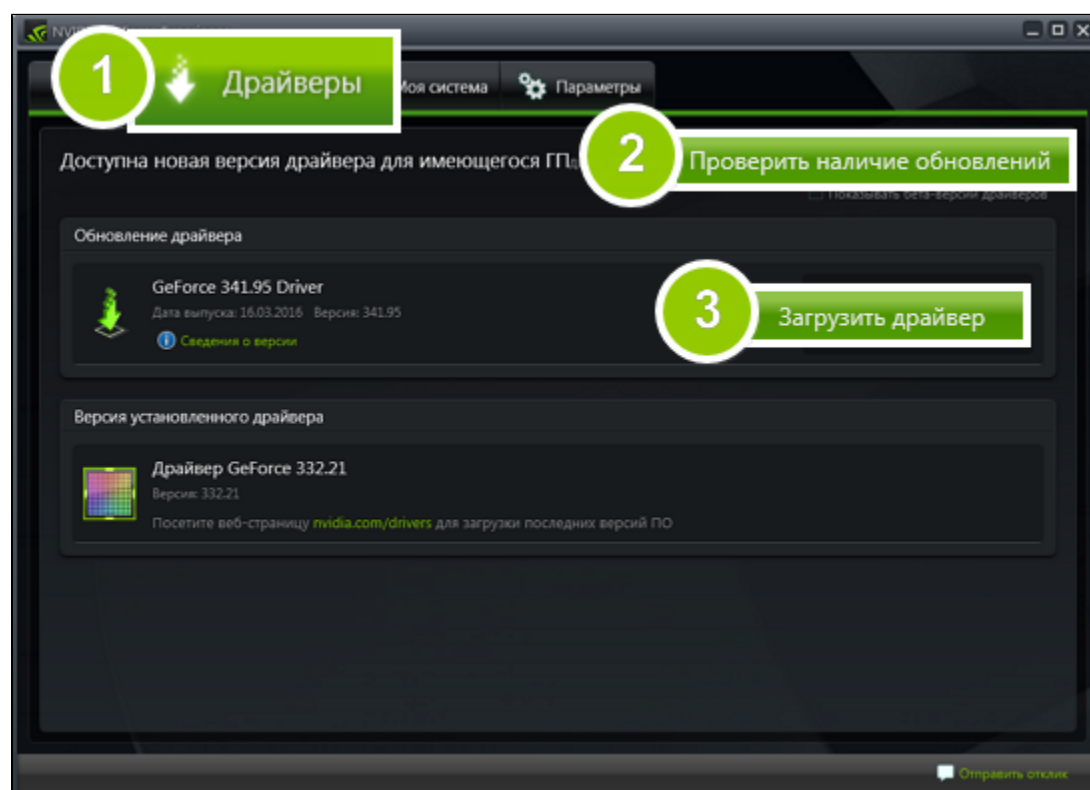 1
Драйверы
Моя система
Параметры
Доступна новая версия драйвера для имеющегося ГП
2
Проверить наличие обновлений
Показывать бета-версии драйверов
Обновление драйвера
GeForce 341.95 Driver
Дата выпуска: 16.03.2016 Версия: 341.95
Сведения о версии
3
Загрузить драйвер
Версия установленного драйвера
Драйвер GeForce 332.21
Версия: 332.21
Посетите веб-страницу nvidia.com/drivers для загрузки последних версий ПО
Отправить отклик